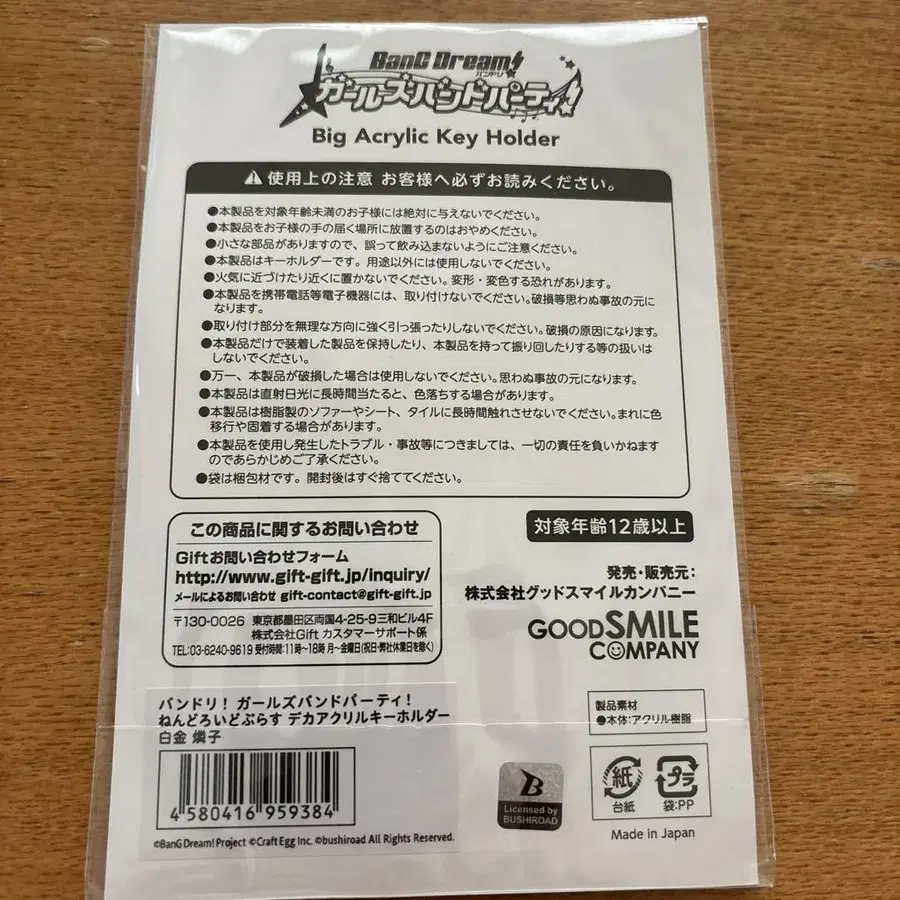 BanG Dream!
バンドリ
ガールズバンドパーティ!
Big Acrylic Key Holder
⚠使用上の注意 お客様へ必ずお読みください。
●本製品を対象年齢未満のお子様には絶対に与えないでください。
●本製品をお子様の手の届く場所に放置するのはおやめください。
●小さな部品がありますので、誤って飲み込まないようにご注意ください。
●本製品はキーホルダーです。用途以外には使用しないでください。
●火気に近づけたり近くに置かないでください。変形・変色する恐れがあります。
●本製品を携帯電話等電子機器には、取り付けないでください。破損等思わぬ事故の元に
なります。
●取り付け部分を無理な方向に強く引っ張ったりしないでください。破損の原因になります。
●本製品だけで装着した製品を保持したり、本製品を持って振り回したりする等の扱いは
しないでください。
●万一、本製品が破損した場合は使用しないでください。思わぬ事故の元になります。
●本製品は直射日光に長時間当たると、色落ちする場合があります。
●本製品は樹脂製のソファーやシート、タイルに長時間触れさせないでください。まれに色
移行や固着する場合があります。
●本製品を使用し発生したトラブル・事故等につきましては、一切の責任を負いかねます
のであらかじめご了承ください。
●袋は梱包材です。開封後はすぐ捨ててください。
この商品に関するお問い合わせ
Giftお問い合わせフォーム
http://www.gift-gift.jp/inquiry/
メールによるお問い合わせ gift-contact@gift-gift.jp
〒130-0026 東京都墨田区両国4-25-9三和ビル4F
株式会社Gift カスタマーサポート係
TEL:03-6240-9619 受付時間:11時~18時 月~金曜日(祝日・弊社休業日を除く)
対象年齢12歳以上
発売・販売元:
株式会社グッドスマイルカンパニー
GOOD SMILE
COMPANY
バンドリ! ガールズバンドパーティ!
ねんどろいどぷらす デカアクリルキーホルダー
白金 燐子
4 580416 959384
製品素材
●本体:アクリル樹脂
B
Licensed by
BUSHIROAD
紙
台紙
プラ
袋:PP
Made in Japan
©BanG Dream! Project ©Craft Egg Inc. ©bushiroad All Rights Reserved.